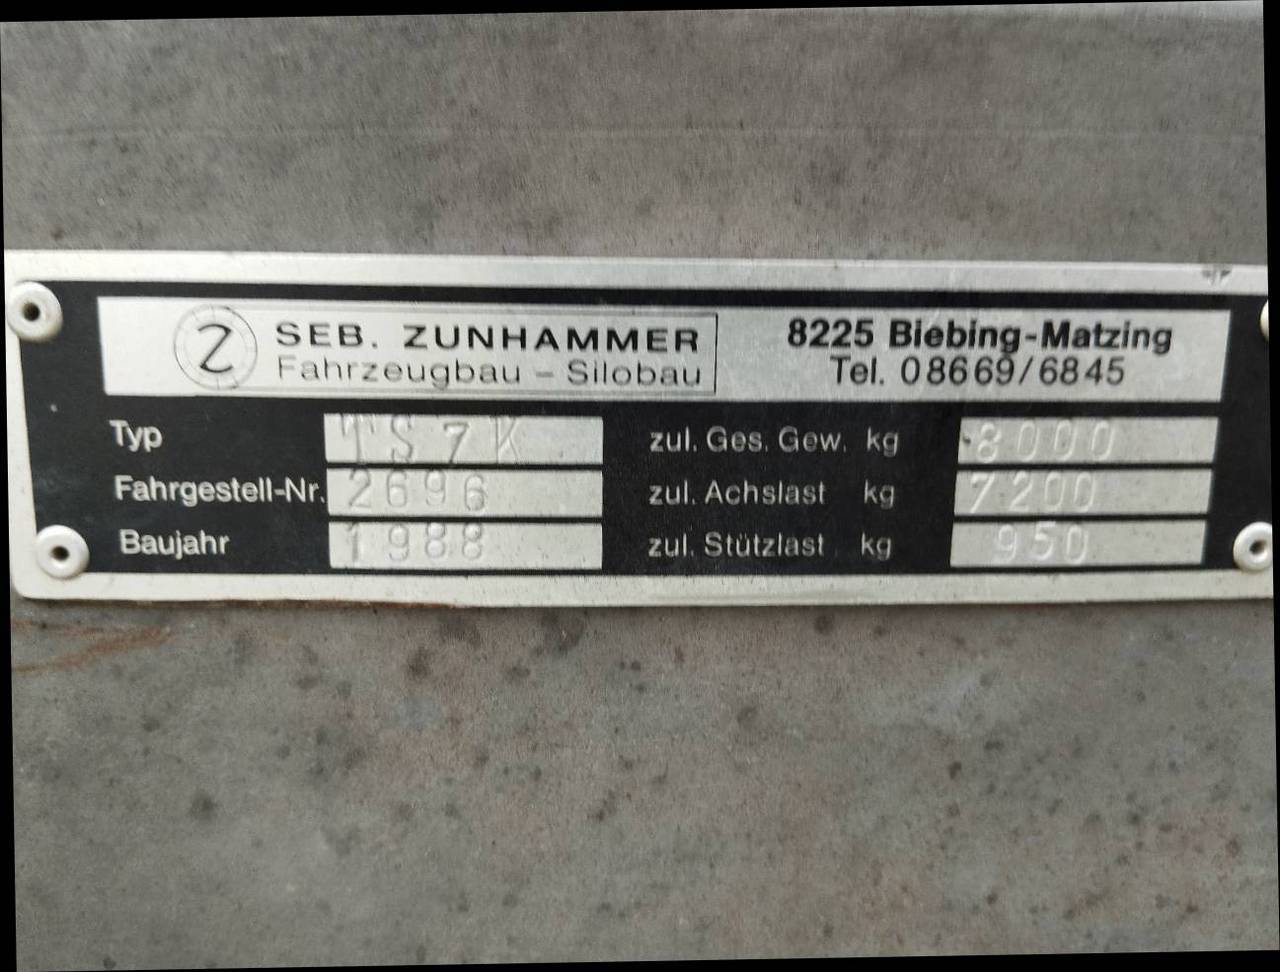 Z SEB. ZUNHAMMER
Fahrzeugbau - Silobau
8225 Biebing-Matzing
Tel. 08669/6845
Typ TS 7 K
zul. Ges. Gew. kg 8000
Fahrgestell-Nr. 2696
zul. Achslast kg 7200
Baujahr 1988
zul. Stützlast kg 950